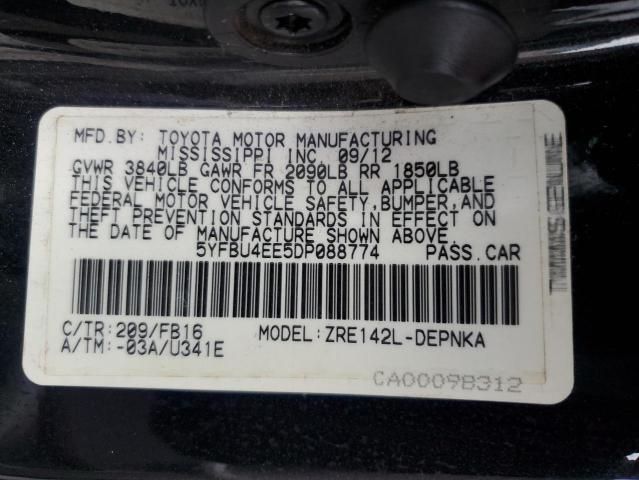 MFD.BY: TOYOTA MOTOR MANUFACTURING
MISSISSIPPI INC. 09/12
GVWR 3840LB GAWR FR 2090LB RR 1850LB
THIS VEHICLE CONFORMS TO ALL APPLICABLE
FEDERAL MOTOR VEHICLE SAFETY,BUMPER,AND
THEFT PREVENTION STANDARDS IN EFFECT ON
THE DATE OF MANUFACTURE SHOWN ABOVE.
5YFBU4EE5DP088774 PASS.CAR
C/TR:209/FB16 MODEL:ZRE142L-DEPNKA
A/TM:-03A/U341E
CA00098312
GENUINE